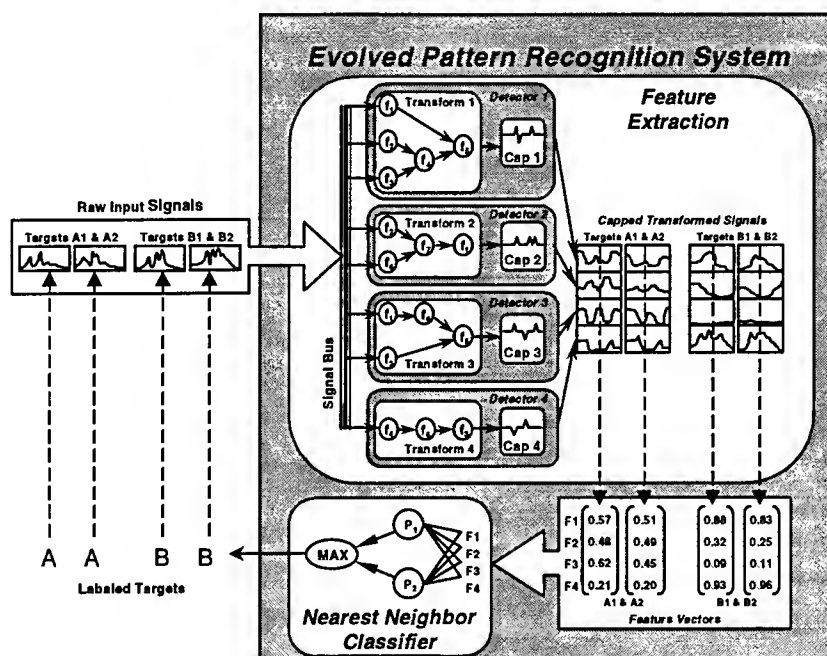 Evolved Pattern Recognition System
Feature
Extraction
Detector 1
Transform 1
Cap 1
Detector 2
Transform 2
Cap 2
Detector 3
Transform 3
Cap 3
Detector 4
Transform 4
Cap 4
Signal Bus
Raw Input Signals
Targets A1 & A2 Targets B1 & B2
Capped Transformed Signals
Targets A1 & A2 Targets B1 & B2
F1 0.57 0.51 0.88 0.83
F2 0.48 0.49 0.32 0.25
F3 0.62 0.45 0.09 0.11
F4 0.21 0.20 0.93 0.96
A1 & A2 B1 & B2
Feature Vectors
P1
P2
MAX
F1
F2
F3
F4
Nearest Neighbor
Classifier
A A B B
Labeled Targets